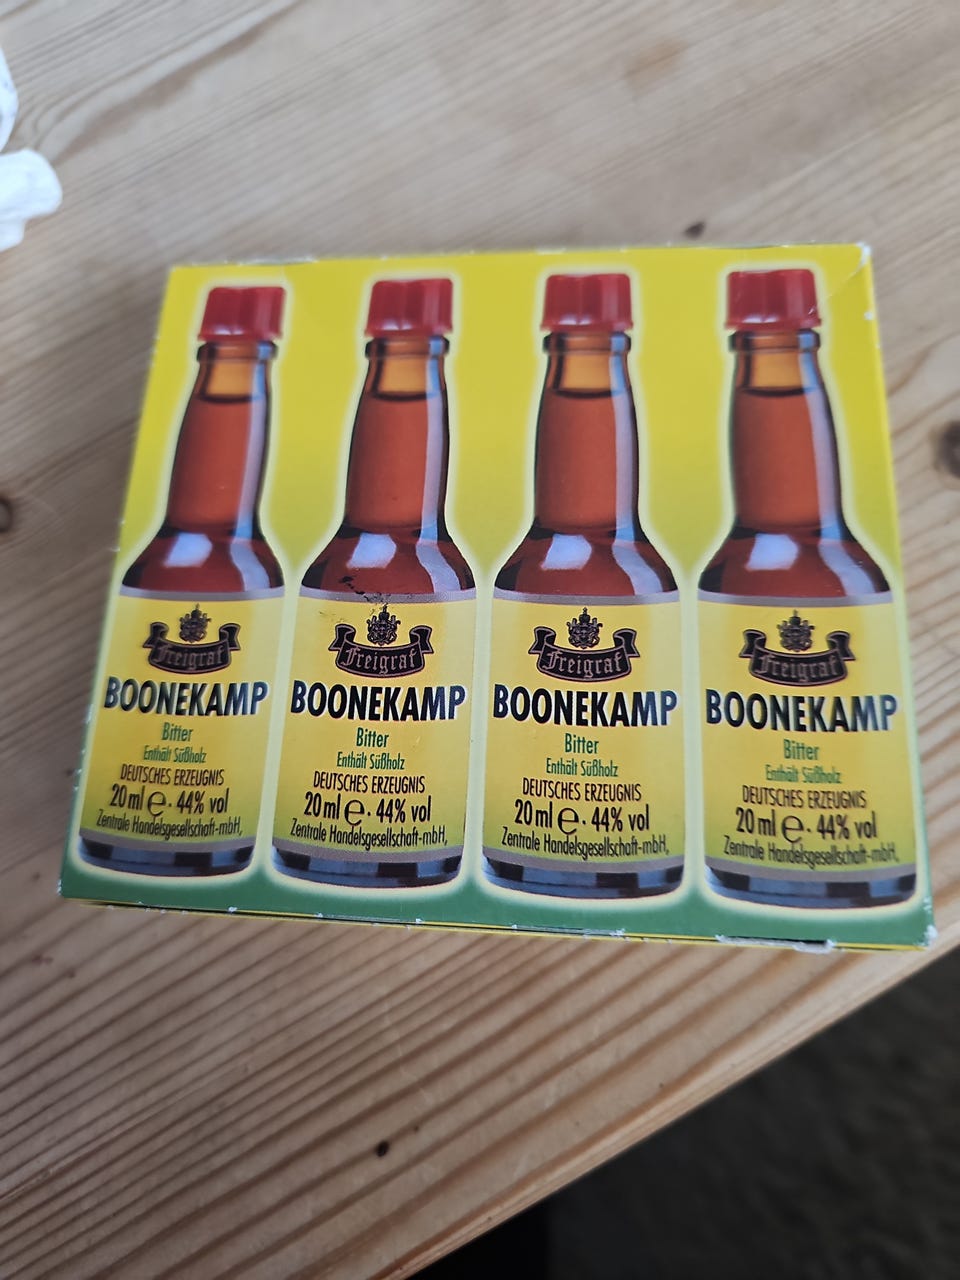 Freigraf
BOONEKAMP
Bitter
Enthält Süßholz
DEUTSCHES ERZEUGNIS
20 ml e · 44% vol
Zentrale Handelsgesellschaft-mbH,
Freigraf
BOONEKAMP
Bitter
Enthält Süßholz
DEUTSCHES ERZEUGNIS
20 ml e · 44% vol
Zentrale Handelsgesellschaft-mbH,
Freigraf
BOONEKAMP
Bitter
Enthält Süßholz
DEUTSCHES ERZEUGNIS
20 ml e · 44% vol
Zentrale Handelsgesellschaft-mbH,
Freigraf
BOONEKAMP
Bitter
Enthält Süßholz
DEUTSCHES ERZEUGNIS
20 ml e · 44% vol
Zentrale Handelsgesellschaft-mbH,